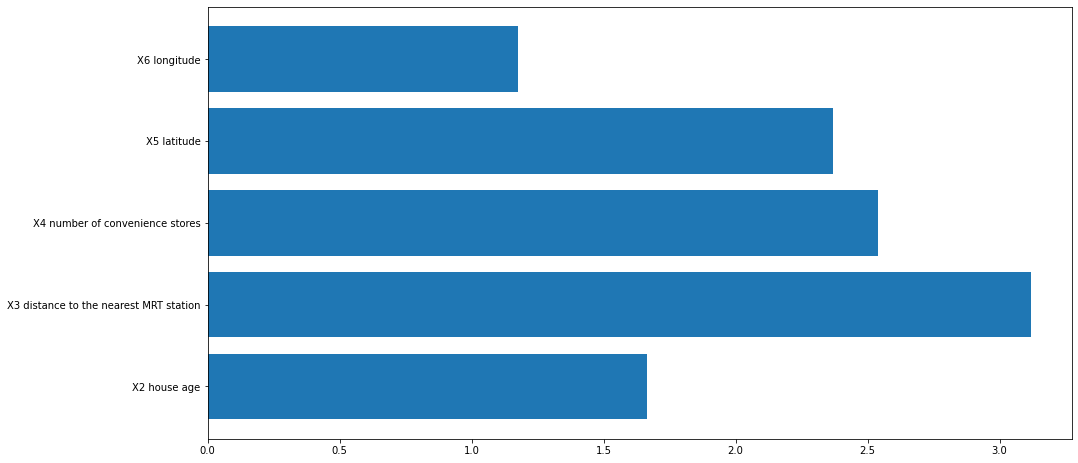 X6 longitude
X5 latitude
X4 number of convenience stores
X3 distance to the nearest MRT station
X2 house age
0.0 0.5 1.0 1.5 2.0 2.5 3.0